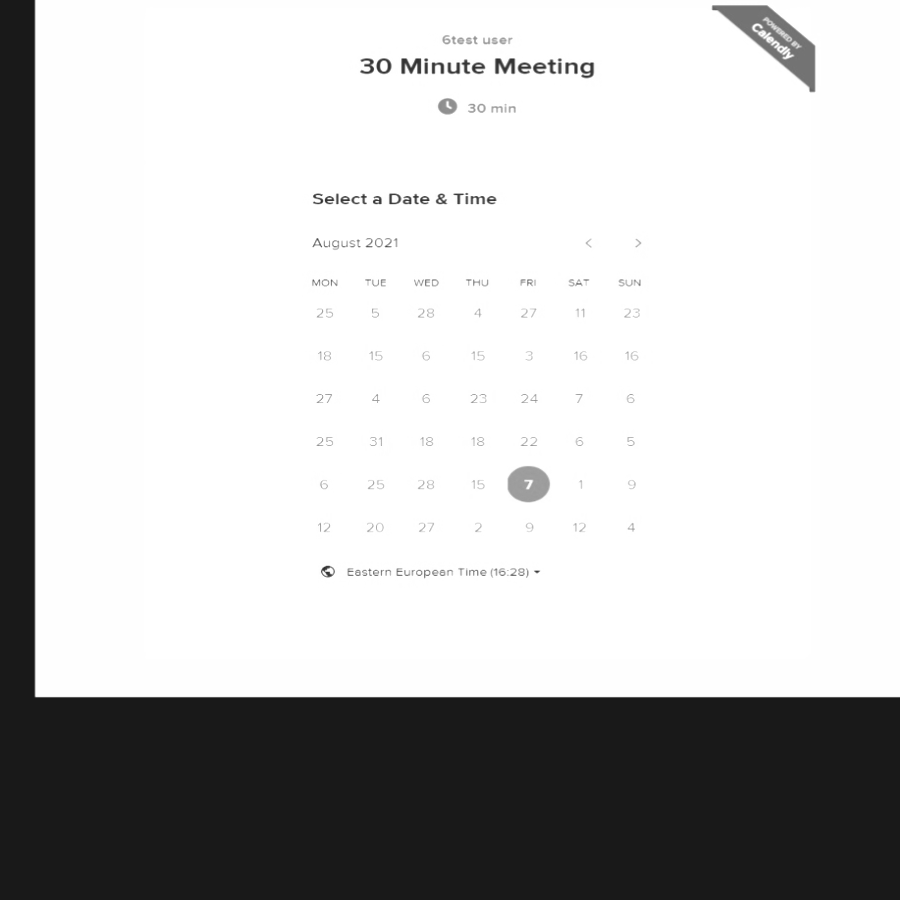 6test user
POWERED BY
Calendly
30 Minute Meeting
30 min
Select a Date & Time
August 2021 < >
MON TUE WED THU FRI SAT SUN
25 5 28 4 27 11 23
18 15 6 15 3 16 16
27 4 6 23 24 7 6
25 31 18 18 22 6 5
6 25 28 15 7 1 9
12 20 27 2 9 12 4
Eastern European Time (16:28)